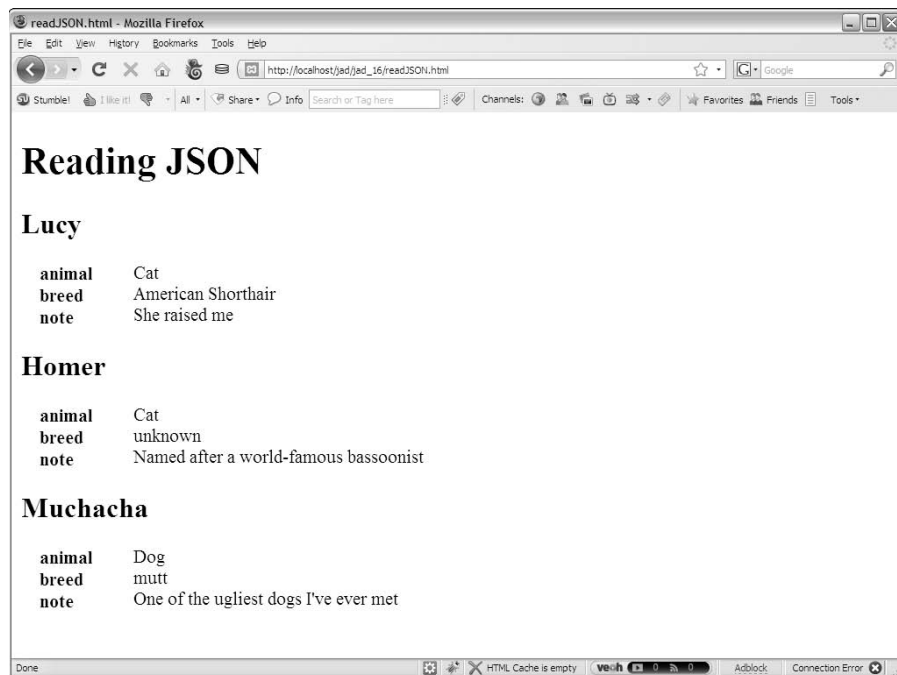 readJSON.html - Mozilla Firefox
File Edit View History Bookmarks Tools Help
http://localhost/jad/jad_16/readJSON.html
Google
Stumble! I like it! All Share Info Search or Tag here Channels: Favorites Friends Tools
Reading JSON
Lucy
animal Cat
breed American Shorthair
note She raised me
Homer
animal Cat
breed unknown
note Named after a world-famous bassoonist
Muchacha
animal Dog
breed mutt
note One of the ugliest dogs I've ever met
Done HTML Cache is empty veoh 0 0 Adblock Connection Error